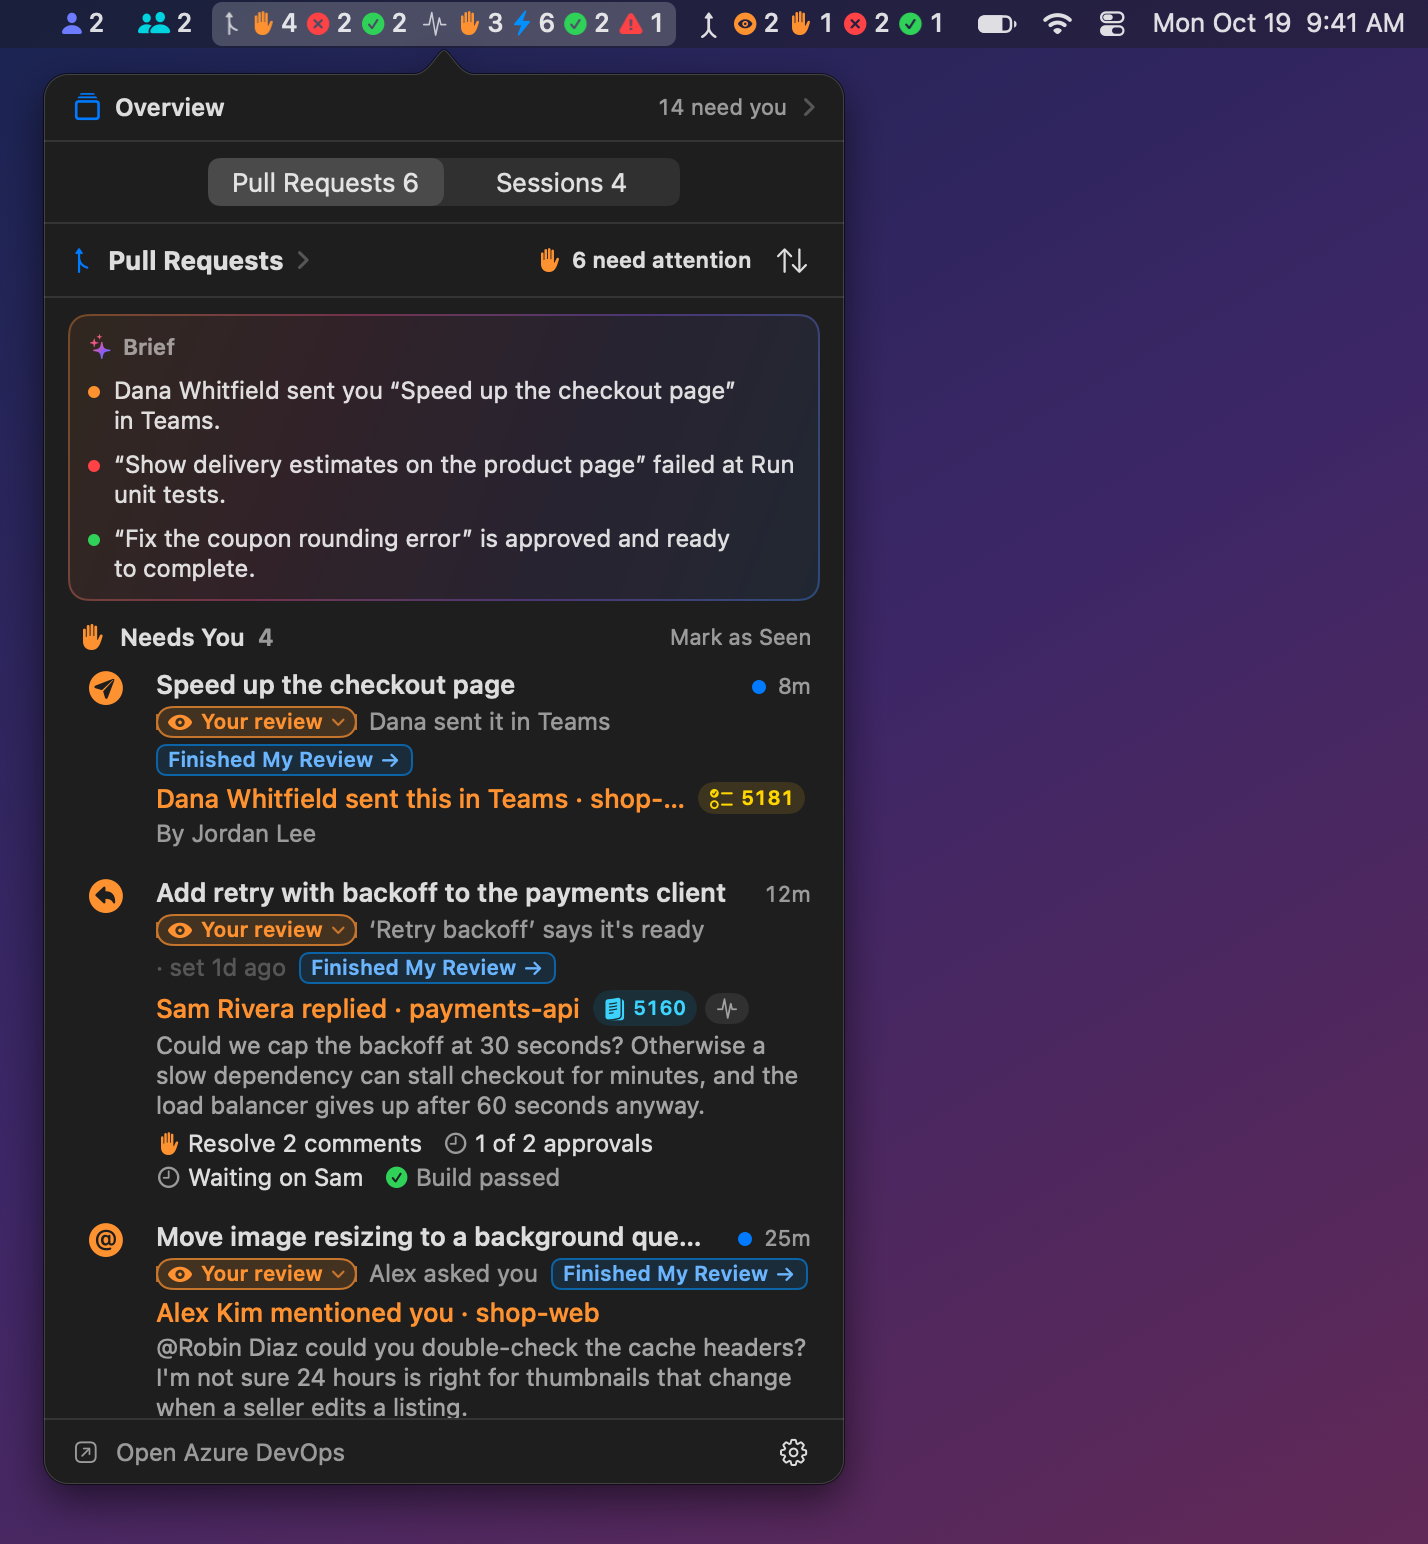 2 2 4 2 2 3 6 2 1 2 1 2 1 Mon Oct 19 9:41 AM
Overview 14 need you
Pull Requests 6 Sessions 4
Pull Requests 6 need attention
Brief
Dana Whitfield sent you “Speed up the checkout page”
in Teams.
“Show delivery estimates on the product page” failed at Run
unit tests.
“Fix the coupon rounding error” is approved and ready
to complete.
Needs You 4 Mark as Seen
Speed up the checkout page 8m
Your review Dana sent it in Teams
Finished My Review →
Dana Whitfield sent this in Teams · shop-... 5181
By Jordan Lee
Add retry with backoff to the payments client 12m
Your review ‘Retry backoff’ says it's ready
· set 1d ago Finished My Review →
Sam Rivera replied · payments-api 5160
Could we cap the backoff at 30 seconds? Otherwise a
slow dependency can stall checkout for minutes, and the
load balancer gives up after 60 seconds anyway.
Resolve 2 comments 1 of 2 approvals
Waiting on Sam Build passed
Move image resizing to a background que... 25m
Your review Alex asked you Finished My Review →
Alex Kim mentioned you · shop-web
@Robin Diaz could you double-check the cache headers?
I'm not sure 24 hours is right for thumbnails that change
when a seller edits a listing.
Open Azure DevOps